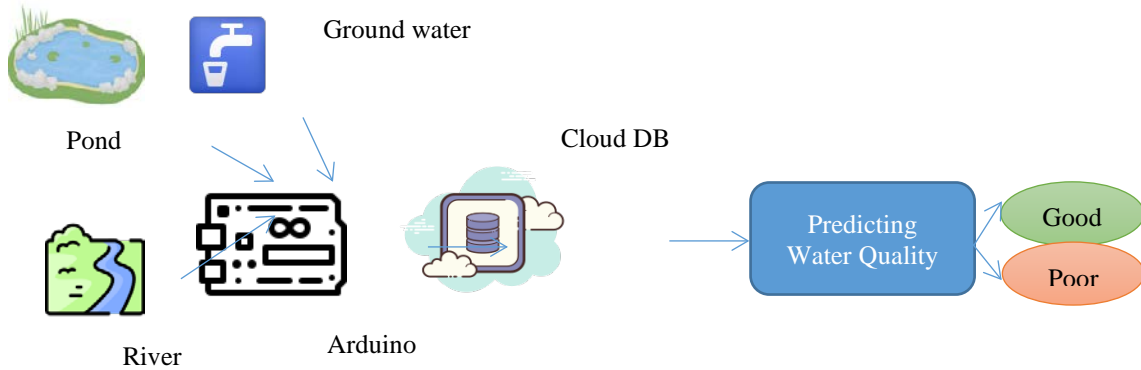 Ground water
Pond
Cloud DB
Predicting
Water Quality
Good
Poor
River
Arduino